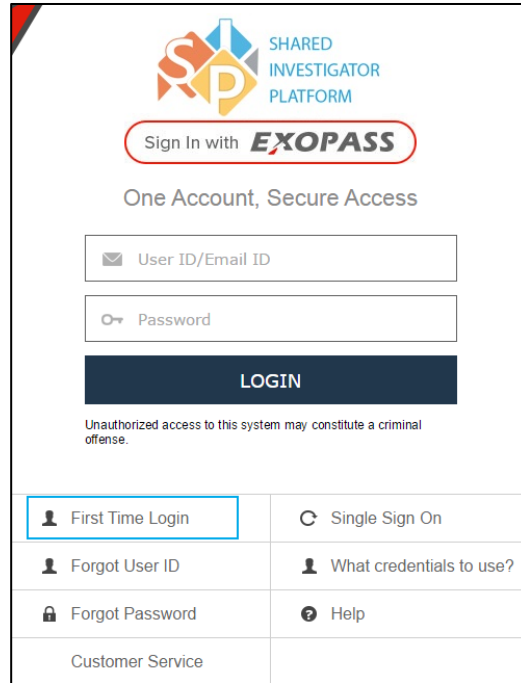 SIP
SHARED
INVESTIGATOR
PLATFORM
Sign In with EXOPASS
One Account, Secure Access
User ID/Email ID
Password
LOGIN
Unauthorized access to this system may constitute a criminal
offense.
First Time Login
Single Sign On
Forgot User ID
What credentials to use?
Forgot Password
Help
Customer Service